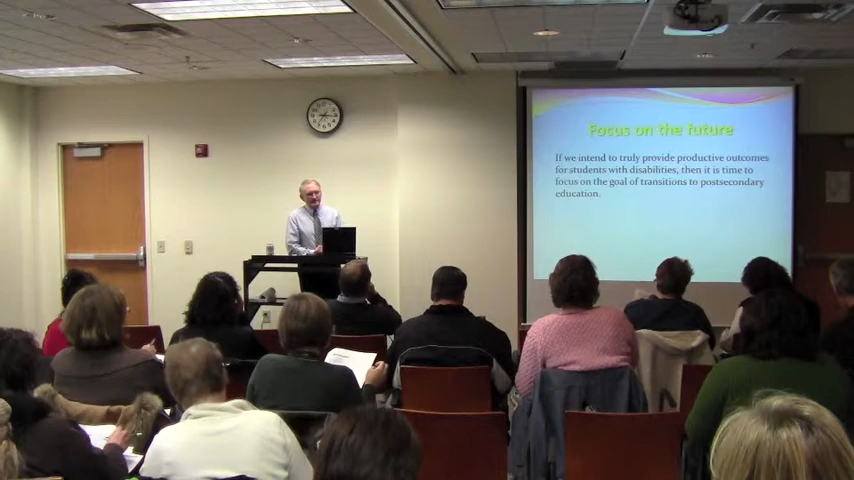 Focus on the future
If we intend to truly provide productive outcomes
for students with disabilities, then it is time to
focus on the goal of transitions to postsecondary
education.